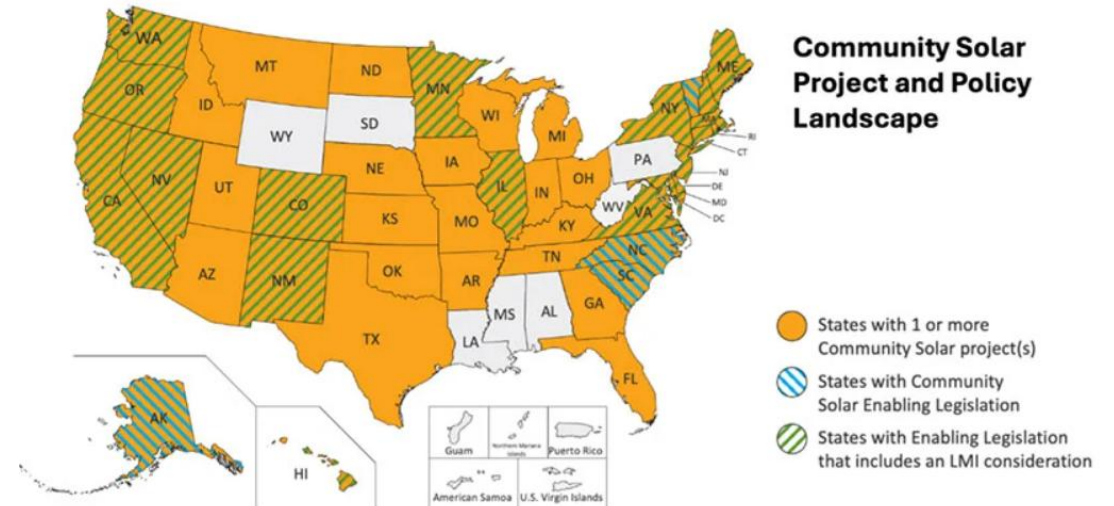 Community Solar
Project and Policy
Landscape
WA
MT
ND
MN
ME
OR
ID
WY
SD
WI
MI
NY
MA
RI
CT
NV
UT
NE
IA
PA
NJ
CA
CO
KS
MO
IL
IN
OH
WV
VA
DE
MD
DC
KY
AZ
NM
OK
AR
TN
NC
SC
TX
LA
MS
AL
GA
FL
States with 1 or more
Community Solar project(s)
States with Community
Solar Enabling Legislation
States with Enabling Legislation
that includes an LMI consideration
AK
HI
Guam
Northern Mariana
Islands
Puerto Rico
American Samoa
U.S. Virgin Islands